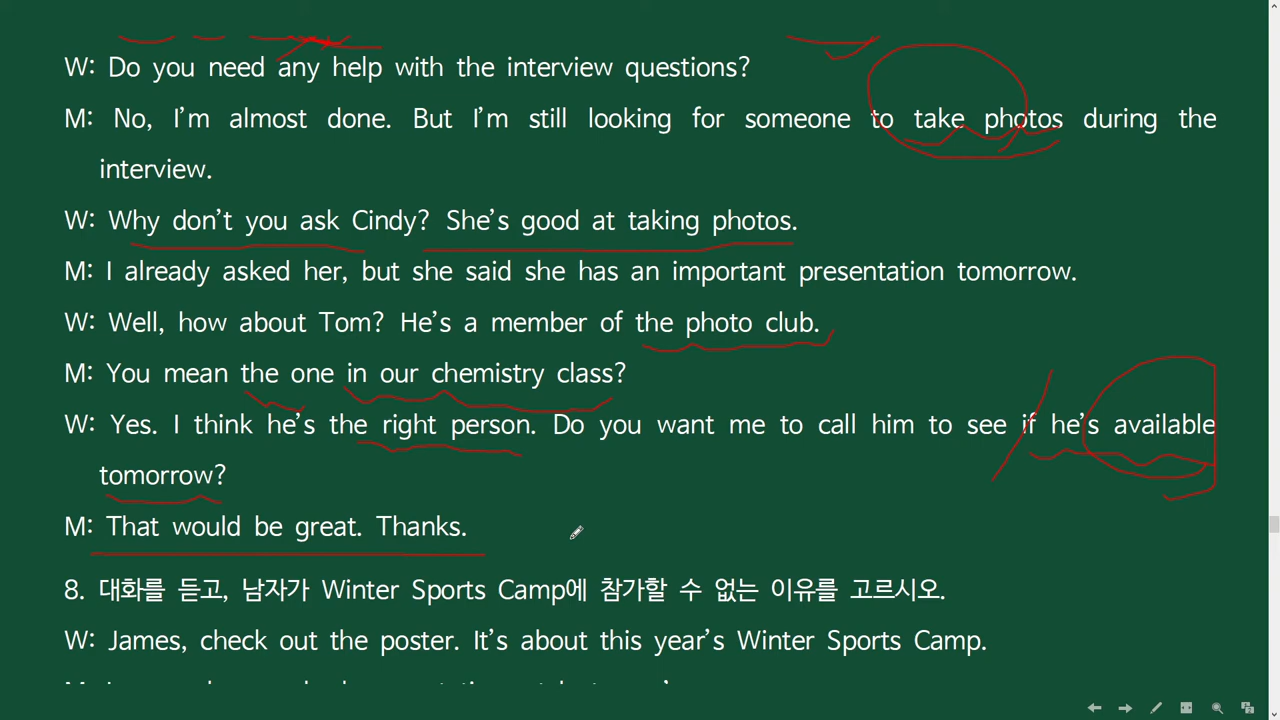 W: Do you need any help with the interview questions?
M: No, I'm almost done. But I'm still looking for someone to take photos during the
interview.
W: Why don't you ask Cindy? She's good at taking photos.
M: I already asked her, but she said she has an important presentation tomorrow.
W: Well, how about Tom? He's a member of the photo club.
M: You mean the one in our chemistry class?
W: Yes. I think he's the right person. Do you want me to call him to see if he's available
tomorrow?
M: That would be great. Thanks.
8. 대화를 듣고, 남자가 Winter Sports Camp에 참가할 수 없는 이유를 고르시오.
W: James, check out the poster. It's about this year's Winter Sports Camp.